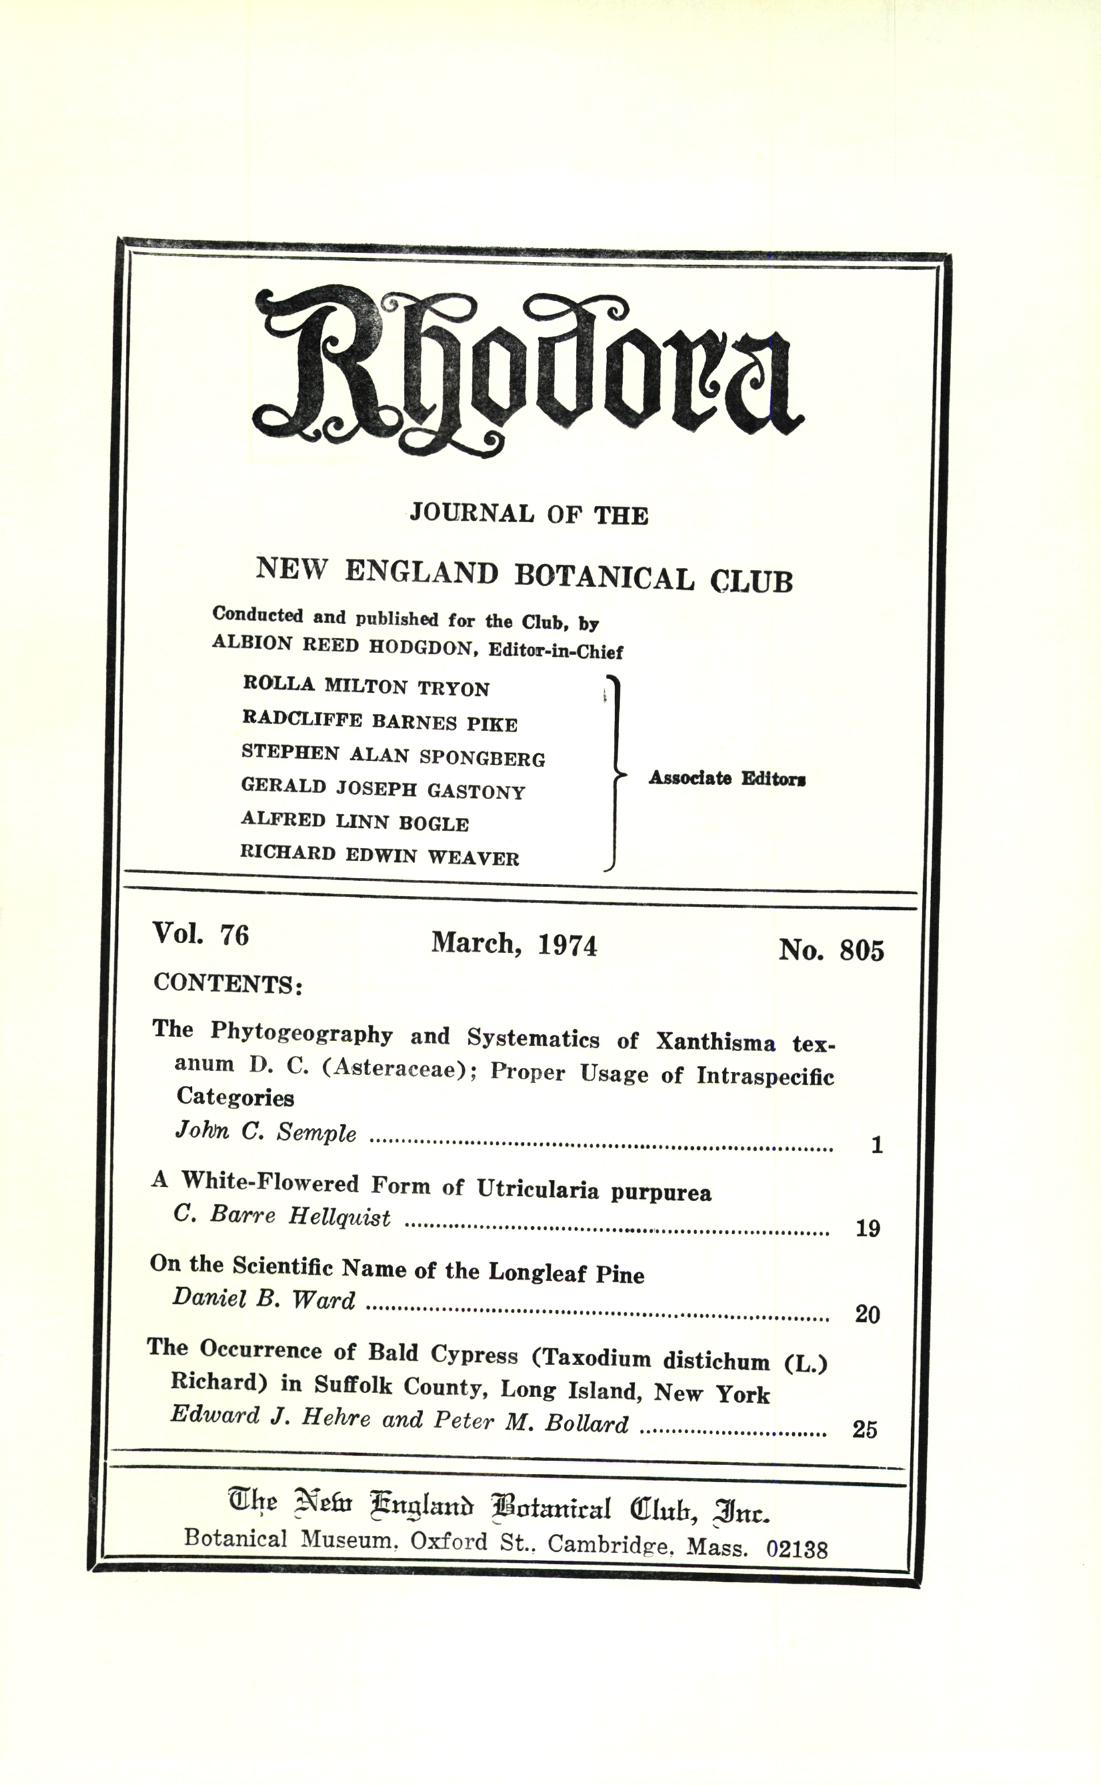 Rhodora
JOURNAL OF THE
NEW ENGLAND BOTANICAL CLUB
Conducted and published for the Club, by
ALBION REED HODGDON, Editor-in-Chief
ROLLA MILTON TRYON
RADCLIFFE BARNES PIKE
STEPHEN ALAN SPONGBERG
GERALD JOSEPH GASTONY
ALFRED LINN BOGLE
RICHARD EDWIN WEAVER
Associate Editors
Vol. 76 March, 1974 No. 805
CONTENTS:
The Phytogeography and Systematics of Xanthisma tex-
anum D. C. (Asteraceae); Proper Usage of Intraspecific
Categories
John C. Semple ........................................................................... 1
A White-Flowered Form of Utricularia purpurea
C. Barre Hellquist ..................................................................... 19
On the Scientific Name of the Longleaf Pine
Daniel B. Ward ........................................................................... 20
The Occurrence of Bald Cypress (Taxodium distichum (L.)
Richard) in Suffolk County, Long Island, New York
Edward J. Hehre and Peter M. Bollard .............................. 25
The New England Botanical Club, Inc.
Botanical Museum, Oxford St., Cambridge, Mass. 02138